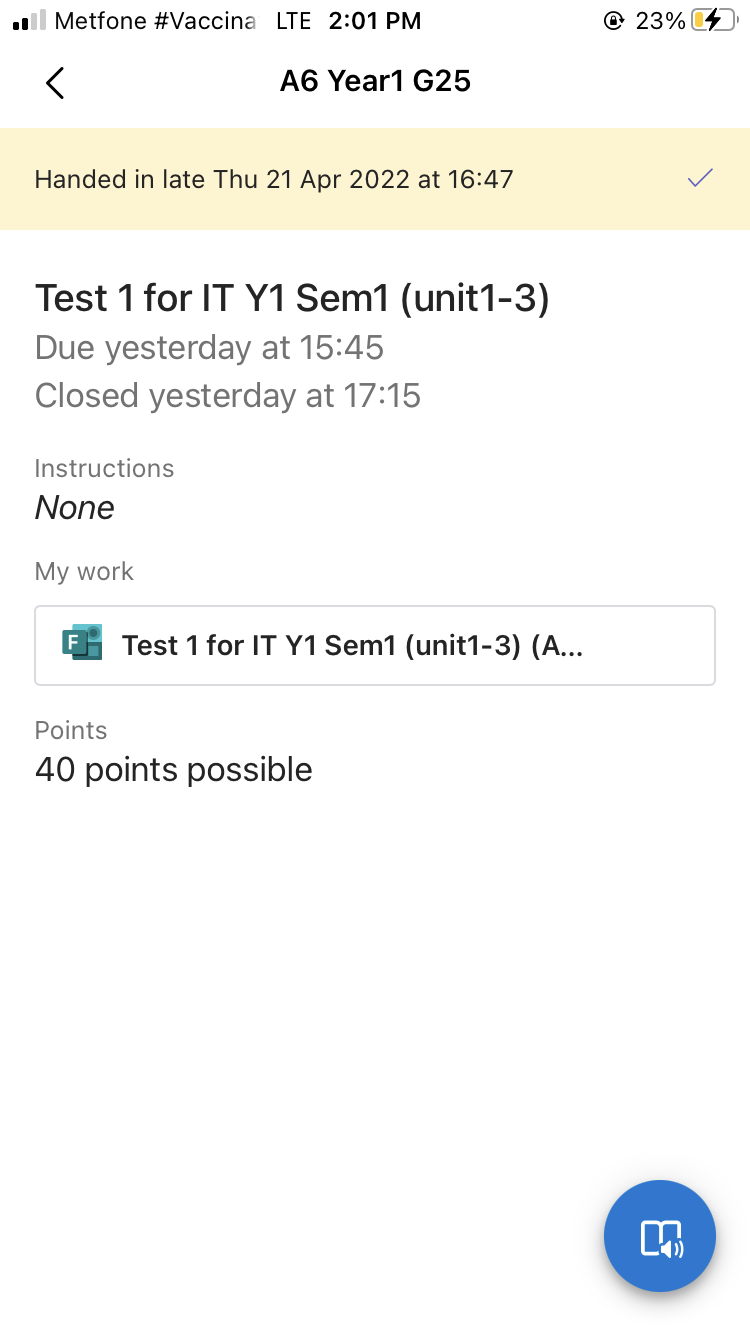 Metfone #Vaccina LTE 2:01 PM 23%
A6 Year1 G25
Handed in late Thu 21 Apr 2022 at 16:47
Test 1 for IT Y1 Sem1 (unit1-3)
Due yesterday at 15:45
Closed yesterday at 17:15
Instructions
None
My work
F Test 1 for IT Y1 Sem1 (unit1-3) (A...
Points
40 points possible